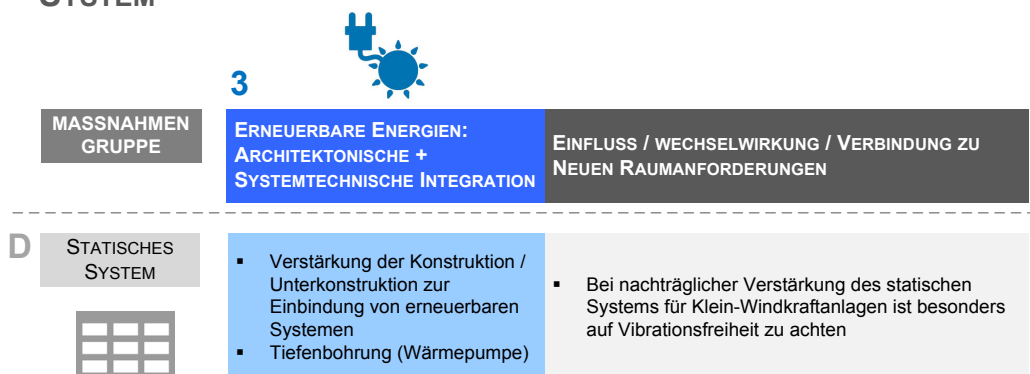 SYSTEM
3
MASSNAHMEN
GRUPPE
ERNEUERBARE ENERGIEN:
ARCHITEKTONISCHE +
SYSTEMTECHNISCHE INTEGRATION
EINFLUSS / WECHSELWIRKUNG / VERBINDUNG ZU
NEUEN RAUMANFORDERUNGEN
D
STATISCHES
SYSTEM
▪ Verstärkung der Konstruktion /
Unterkonstruktion zur
Einbindung von erneuerbaren
Systemen
▪ Tiefenbohrung (Wärmepumpe)
▪ Bei nachträglicher Verstärkung des statischen
Systems für Klein-Windkraftanlagen ist besonders
auf Vibrationsfreiheit zu achten